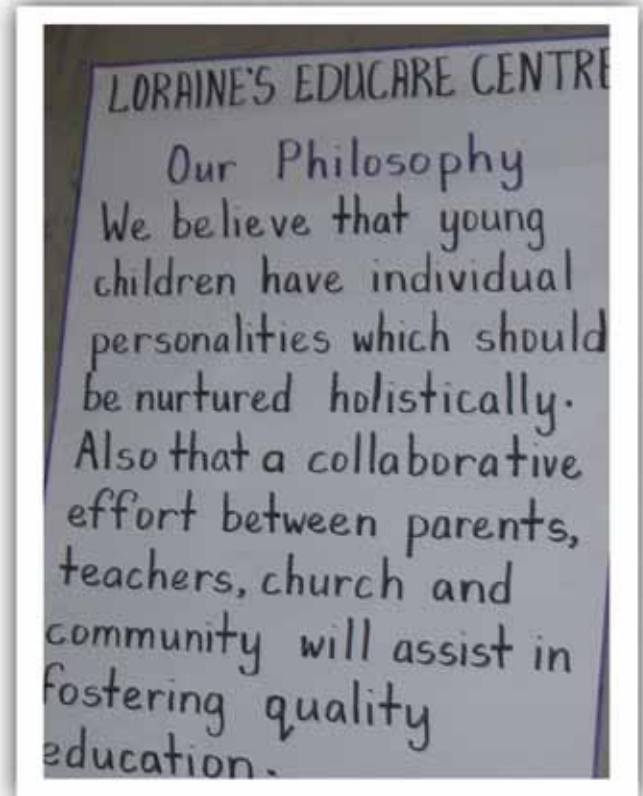 LORAINE'S EDUCARE CENTRE
Our Philosophy
We believe that young
children have individual
personalities which should
be nurtured holistically.
Also that a collaborative
effort between parents,
teachers, church and
community will assist in
fostering quality
education.